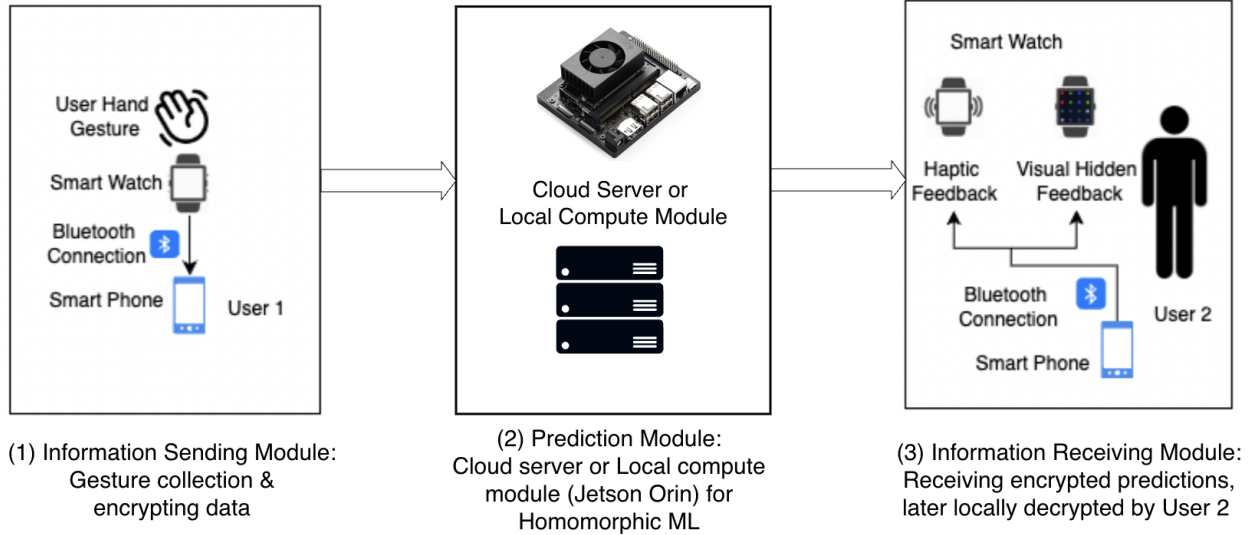 User Hand
Gesture
Smart Watch
Bluetooth
Connection
Smart Phone
User 1
(1) Information Sending Module:
Gesture collection &
encrypting data
Cloud Server or
Local Compute Module
(2) Prediction Module:
Cloud server or Local compute
module (Jetson Orin) for
Homomorphic ML
Smart Watch
Haptic
Feedback
Visual Hidden
Feedback
Bluetooth
Connection
User 2
Smart Phone
(3) Information Receiving Module:
Receiving encrypted predictions,
later locally decrypted by User 2